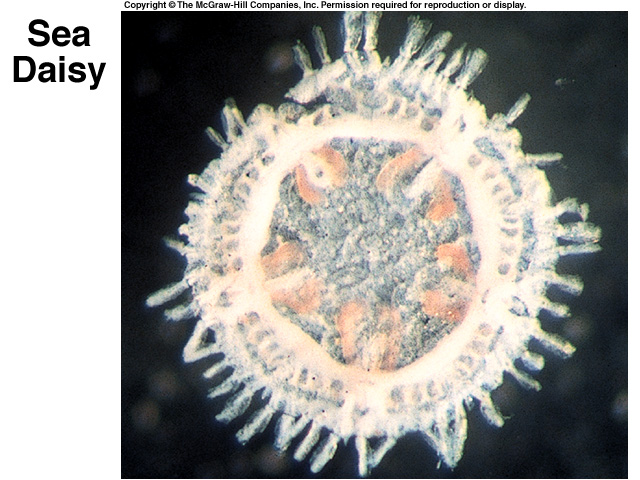 Copyright © The McGraw-Hill Companies, Inc. Permission required for reproduction or display.
Sea
Daisy